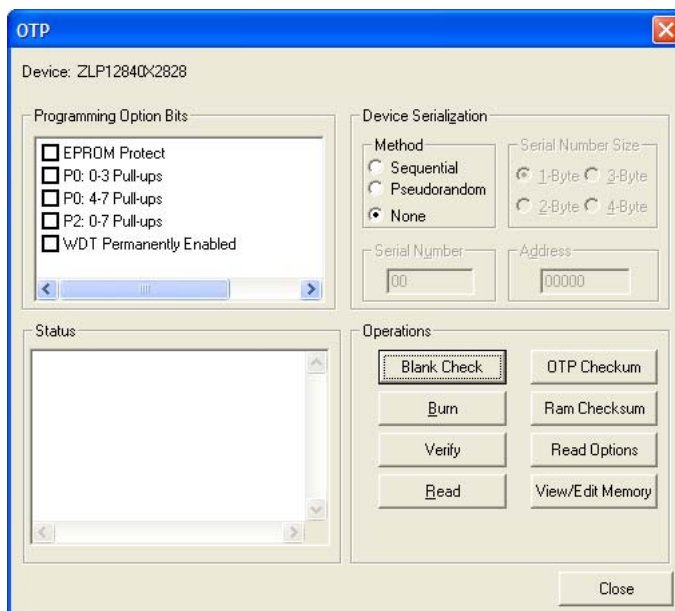 OTP
Device: ZLP12840X2828
Programming Option Bits
EPROM Protect
P0: 0-3 Pull-ups
P0: 4-7 Pull-ups
P2: 0-7 Pull-ups
WDT Permanently Enabled
Device Serialization
Method
Sequential
Pseudorandom
None
Serial Number Size
1-Byte 3-Byte
2-Byte 4-Byte
Serial Number
00
Address
00000
Status
Operations
Blank Check OTP Checkum
Burn Ram Checksum
Verify Read Options
Read View/Edit Memory
Close